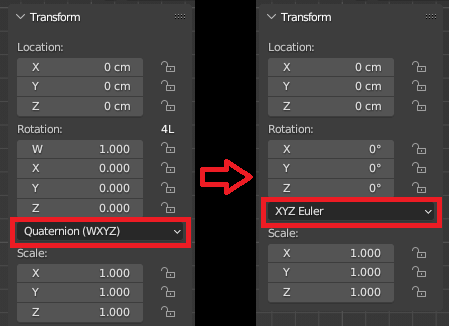 Transform
Location:
X 0 cm
Y 0 cm
Z 0 cm
Rotation: 4L
W 1.000
X 0.000
Y 0.000
Z 0.000
Quaternion (WXYZ)
Scale:
X 1.000
Y 1.000
Z 1.000
Transform
Location:
X 0 cm
Y 0 cm
Z 0 cm
Rotation:
X 0°
Y 0°
Z 0°
XYZ Euler
Scale:
X 1.000
Y 1.000
Z 1.000